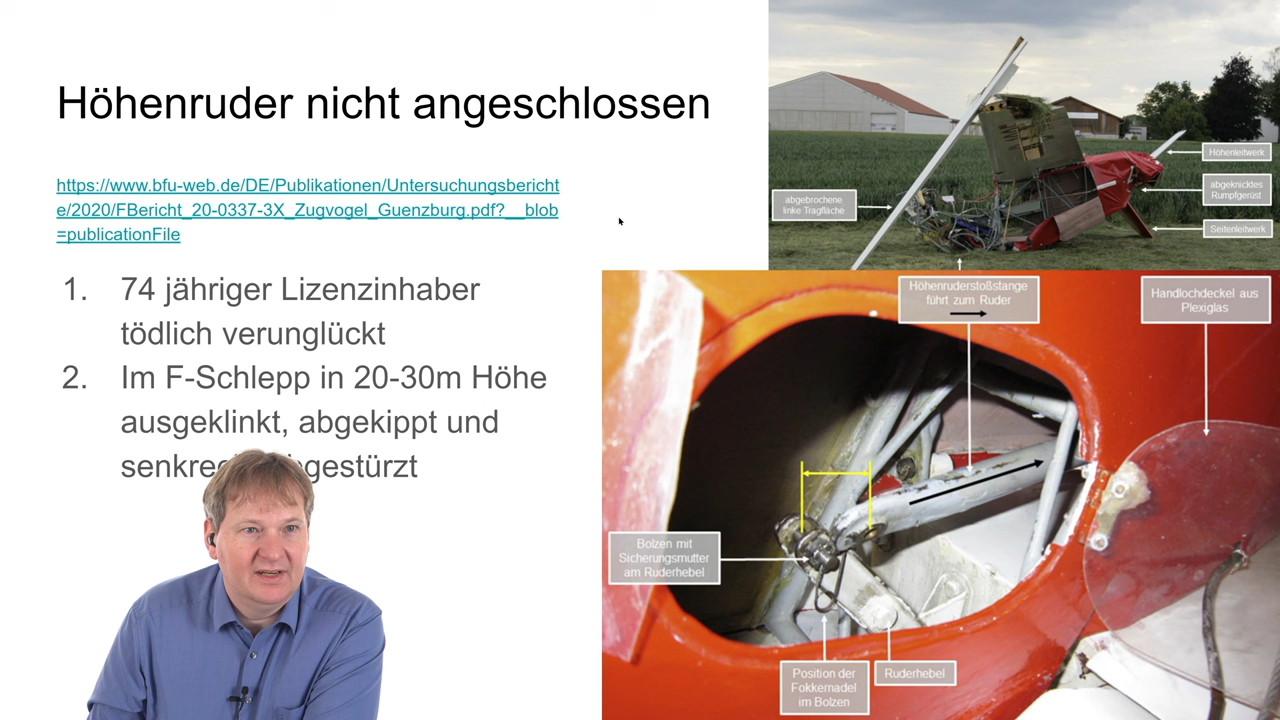 Höhenruder nicht angeschlossen
https://www.bfu-web.de/DE/Publikationen/Untersuchungsbericht
e/2020/FBericht_20-0337-3X_Zugvogel_Guenzburg.pdf?__blob
=publicationFile
1. 74 jähriger Lizenzinhaber
tödlich verunglückt
2. Im F-Schlepp in 20-30m Höhe
ausgeklinkt, abgekippt und
Höhenleitwerk
abgeknicktes
Rumpfgerüst
abgebrochene
linke Tragfläche
Seitenleitwerk
Höhenruderstoßstange
führt zum Ruder
Handlochdeckel aus
Plexiglas
Bolzen mit
Sicherungsmutter
am Ruderhebel
Position der
Fokkernadel
im Bolzen
Ruderhebel